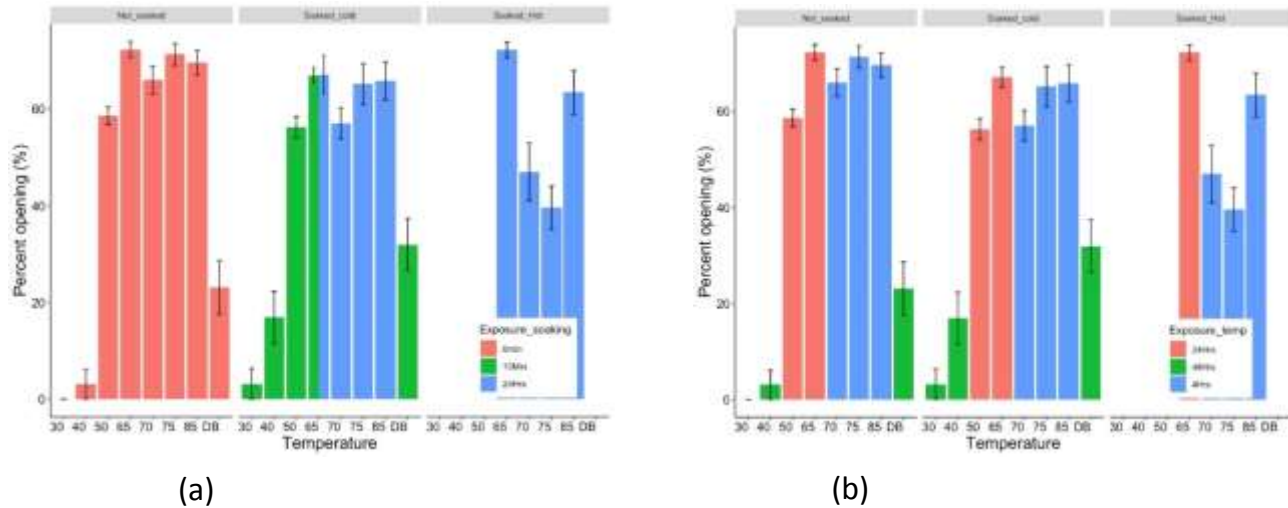 Not_soaked
Soaked_cold
Soaked_Hot
Percent opening (%)
60
40
20
0
Exposure_soaking
0min
10Min
24Hrs
30 40 50 65 70 75 85 DB 30 40 50 65 70 75 85 DB 30 40 50 65 70 75 85 DB
Temperature
(a)
Not_soaked
Soaked_cold
Soaked_Hot
Percent opening (%)
60
40
20
0
Exposure_temp
24Hrs
48Hrs
4Hrs
30 40 50 65 70 75 85 DB 30 40 50 65 70 75 85 DB 30 40 50 65 70 75 85 DB
Temperature
(b)